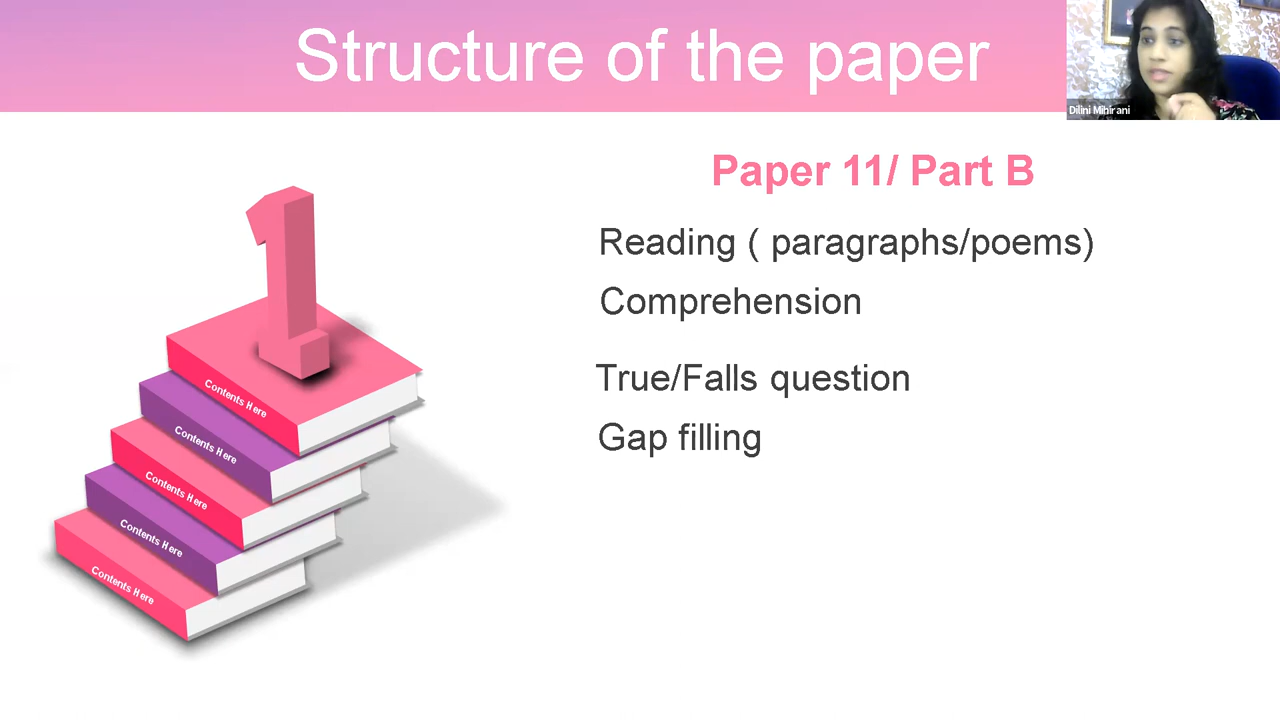 Structure of the paper
Dilini Mihirani
Paper 11/ Part B
Reading ( paragraphs/poems)
Comprehension
True/Falls question
Gap filling
1
Contents Here
Contents Here
Contents Here
Contents Here
Contents Here